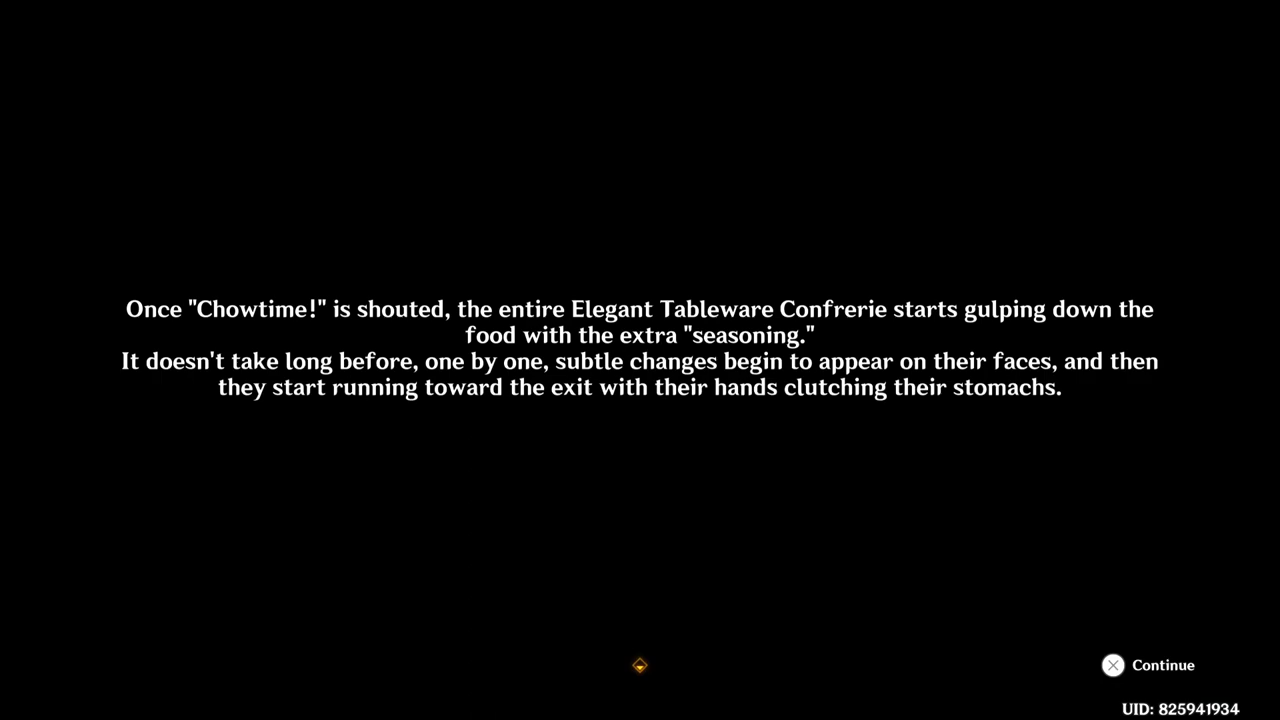 Once "Chowtime!" is shouted, the entire Elegant Tableware Confrerie starts gulping down the
food with the extra "seasoning."
It doesn't take long before, one by one, subtle changes begin to appear on their faces, and then
they start running toward the exit with their hands clutching their stomachs.
Continue
UID: 825941934